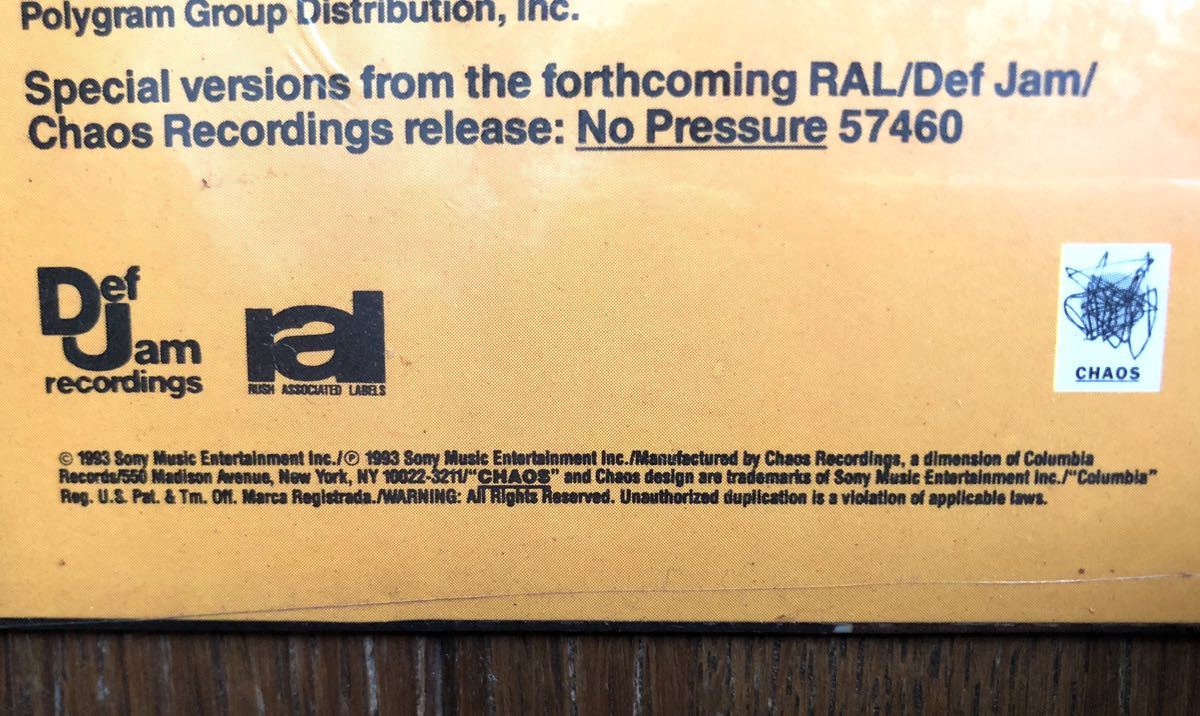 Polygram Group Distribution, Inc.
Special versions from the forthcoming RAL/Def Jam/
Chaos Recordings release: No Pressure 57460
Def
Jam
recordings
ral
RUSH ASSOCIATED LABELS
CHAOS
© 1993 Sony Music Entertainment Inc./℗ 1993 Sony Music Entertainment Inc./Manufactured by Chaos Recordings, a dimension of Columbia
Records/550 Madison Avenue, New York, NY 10022-3211/"CHAOS" and Chaos design are trademarks of Sony Music Entertainment Inc./"Columbia"
Reg. U.S. Pat. & Tm. Off. Marca Registrada./WARNING: All Rights Reserved. Unauthorized duplication is a violation of applicable laws.